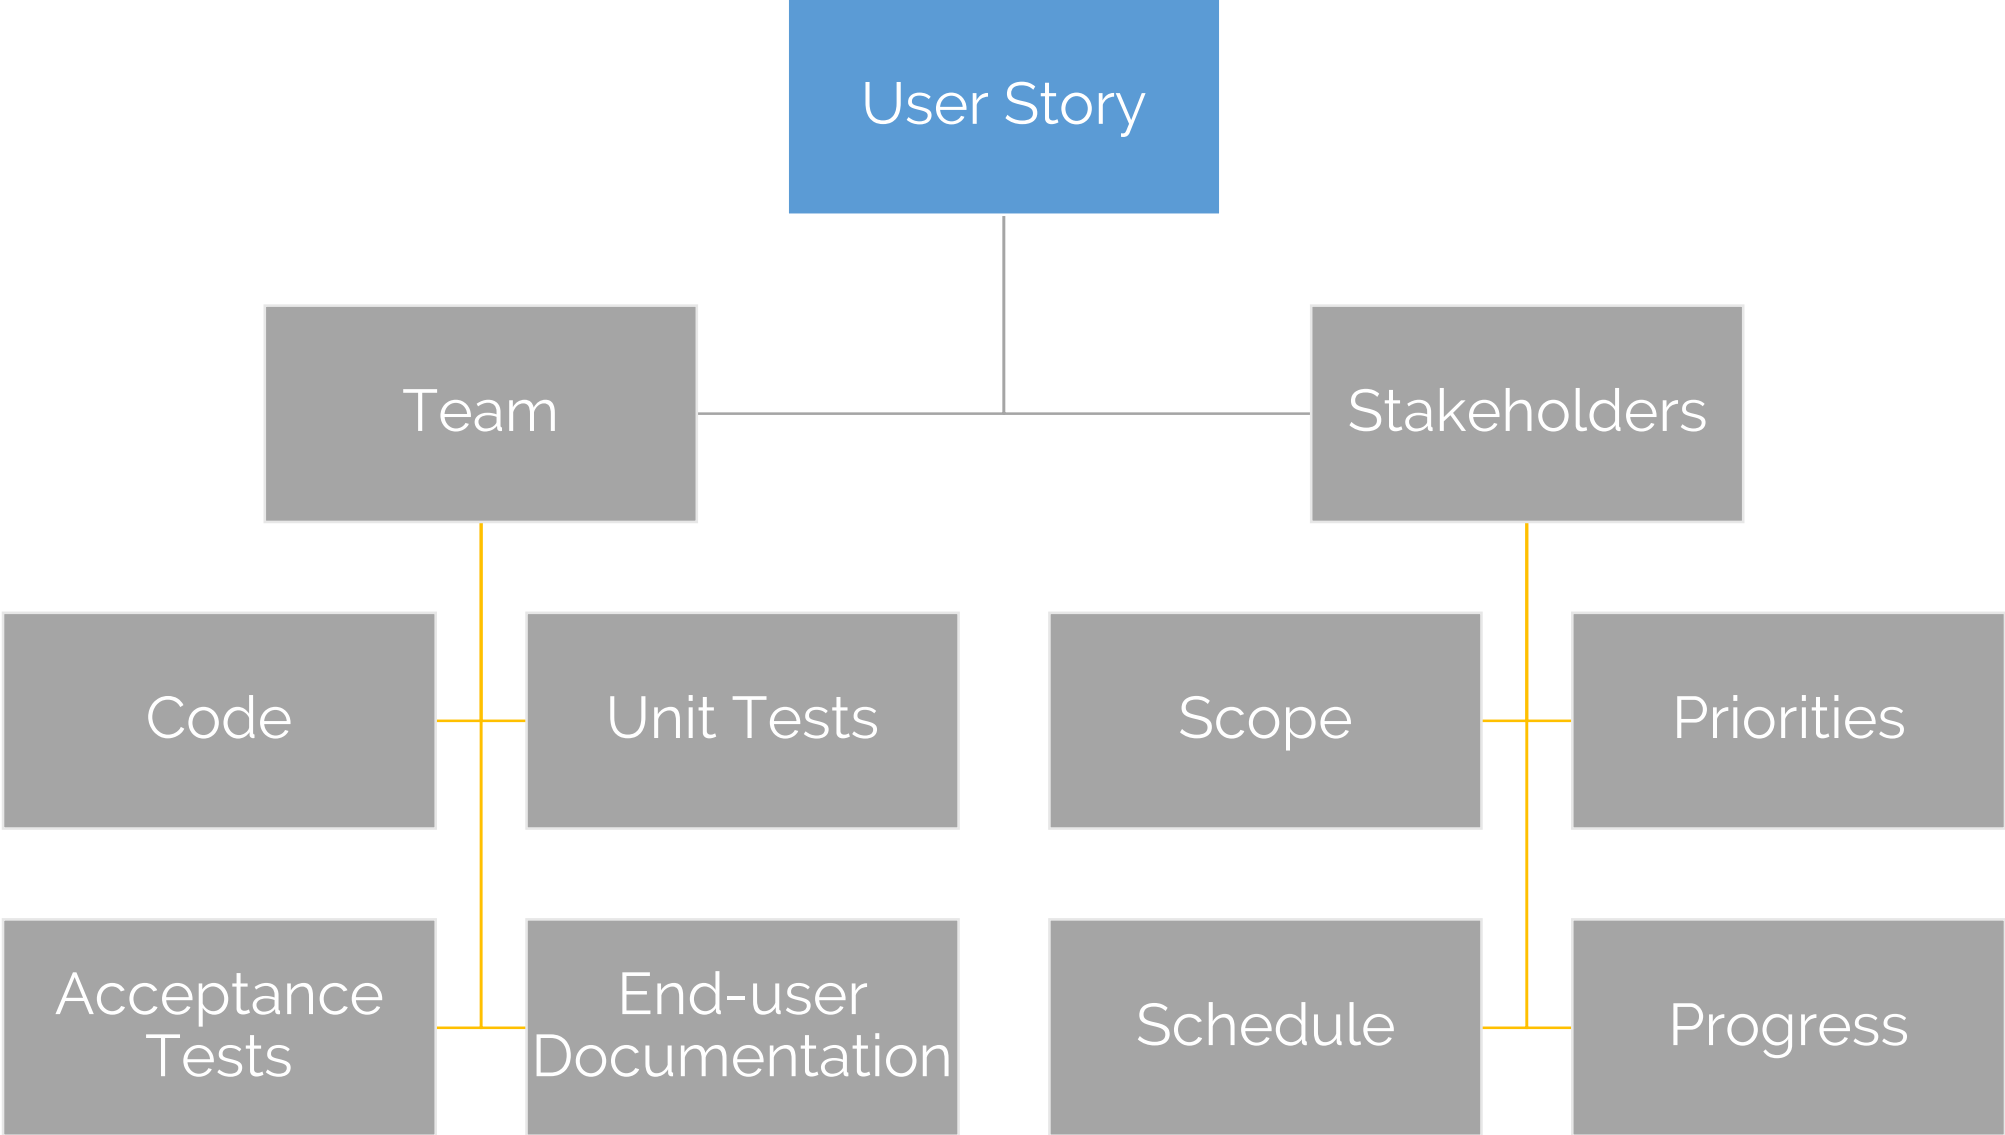 User Story
Team
Stakeholders
Code
Unit Tests
Scope
Priorities
Acceptance
Tests
End-user
Documentation
Schedule
Progress